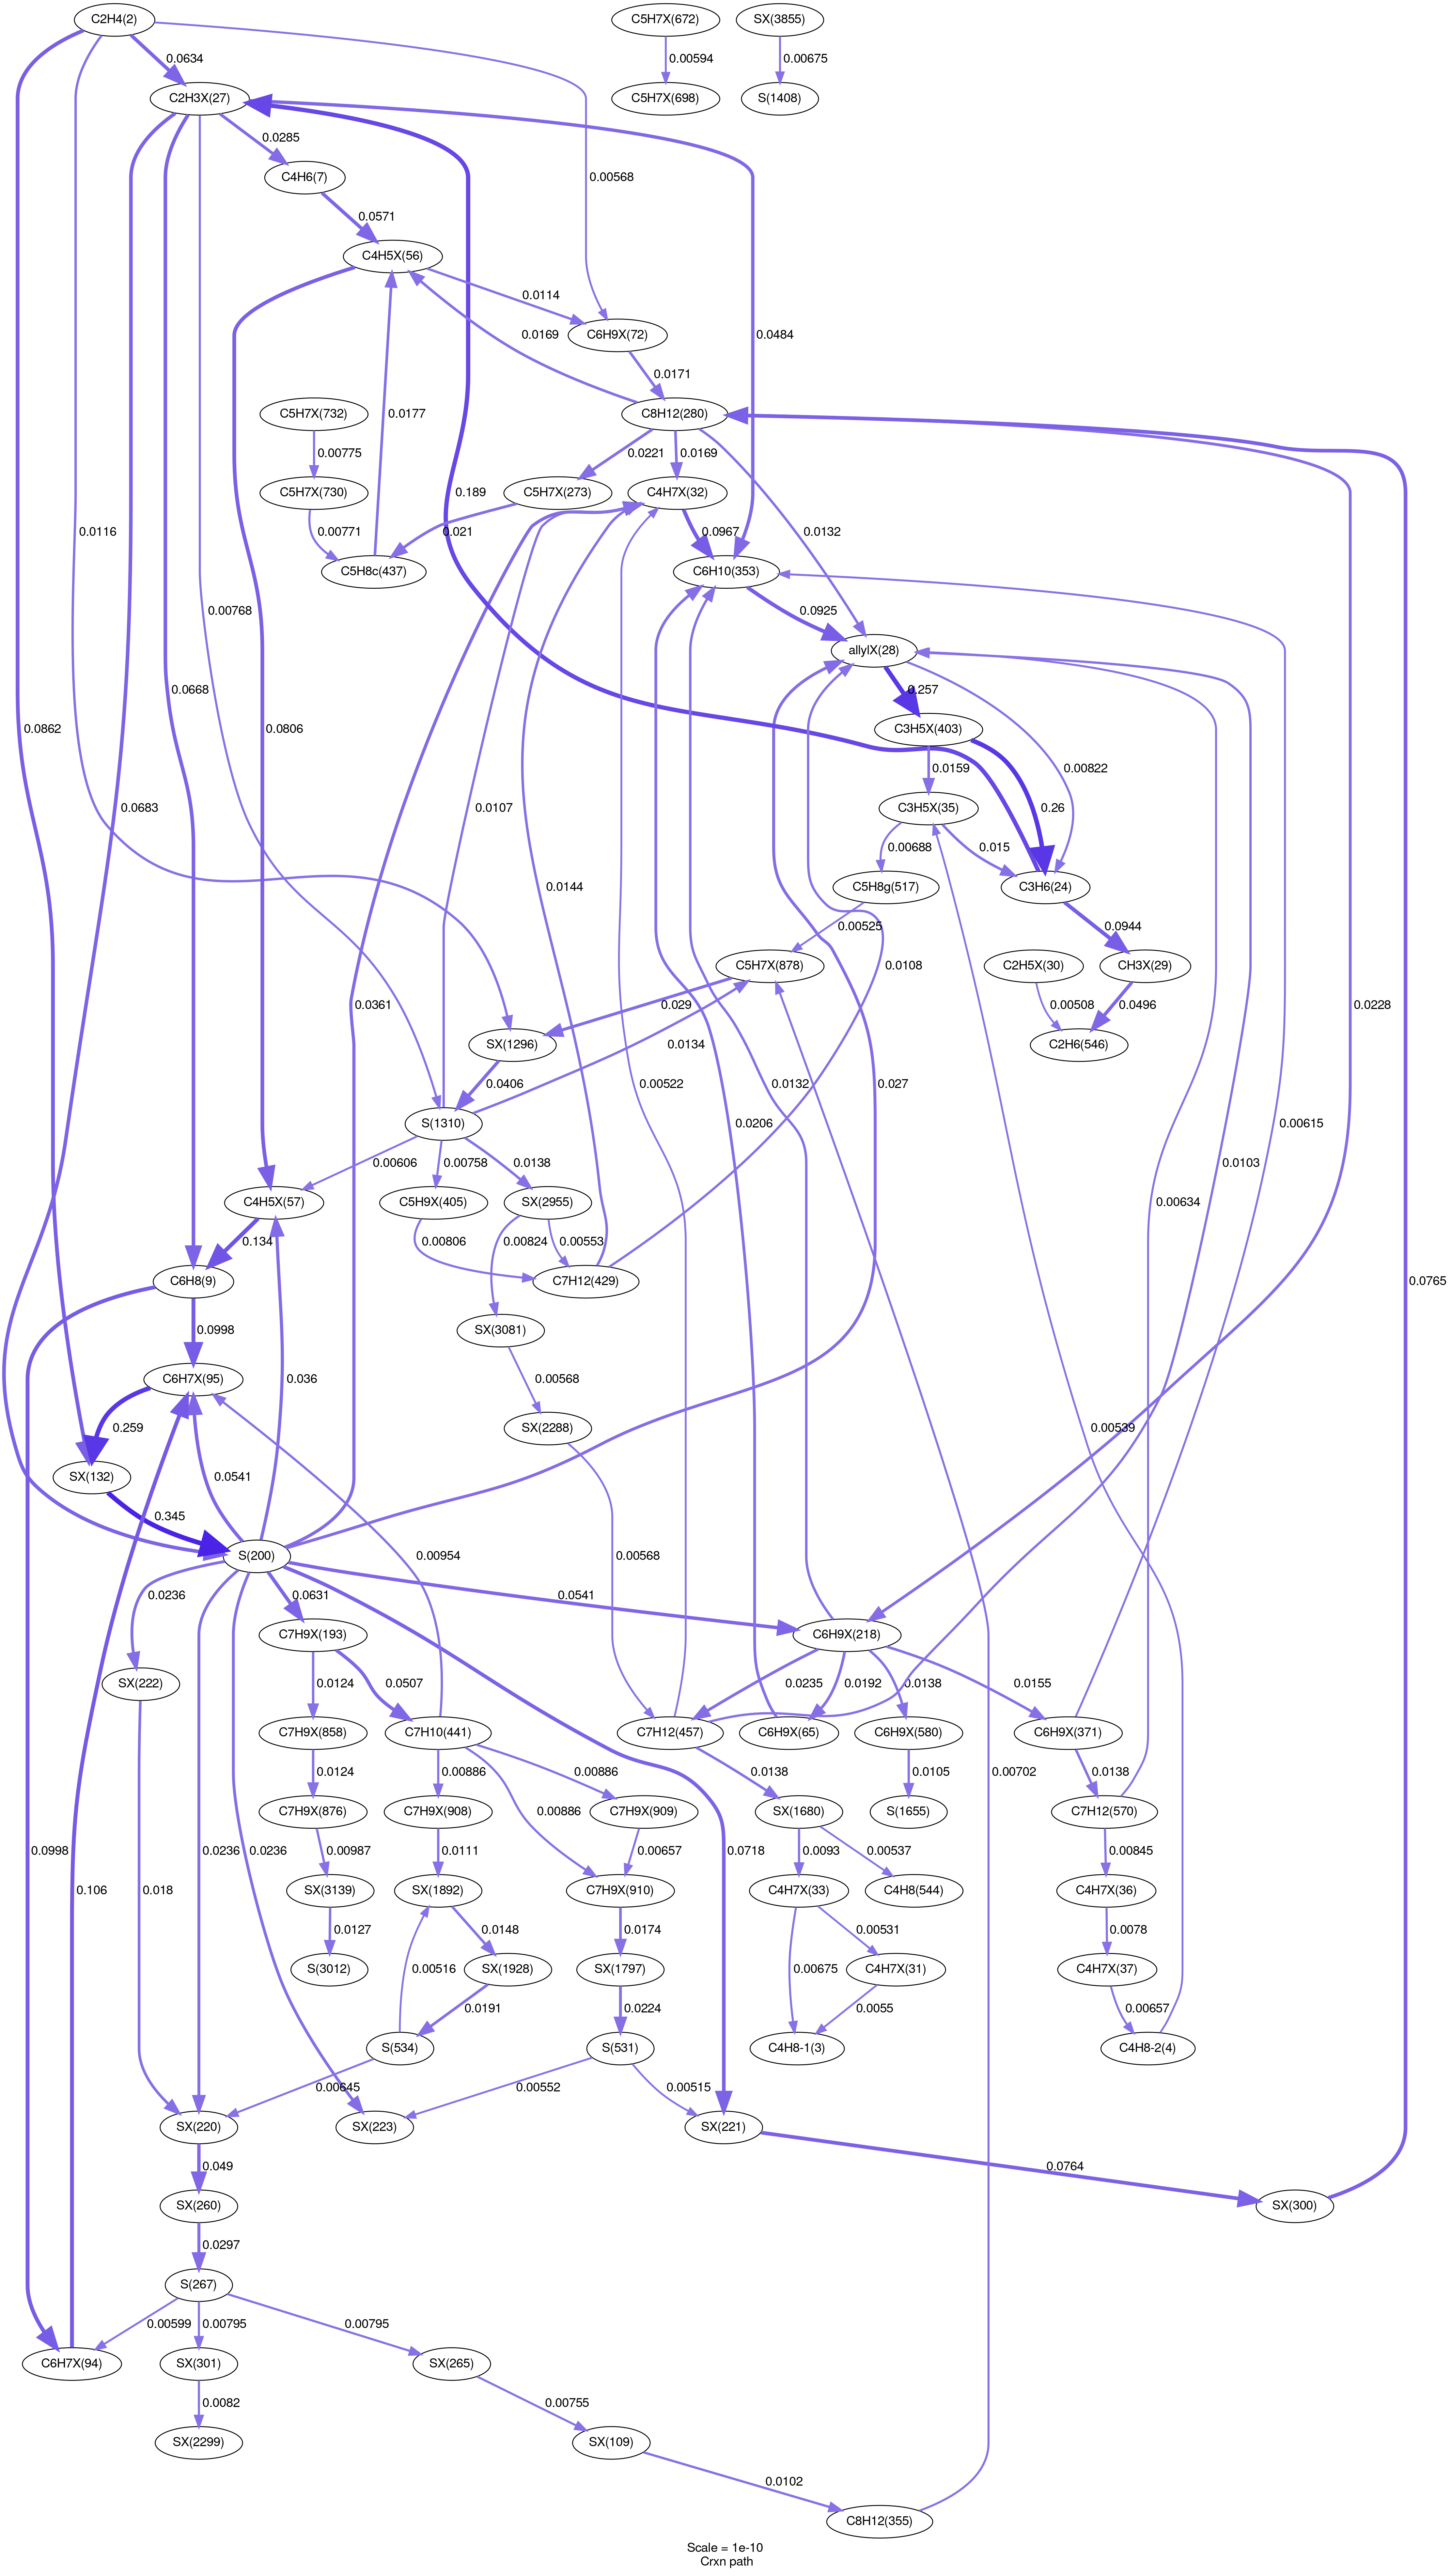 C2H4(2)
C5H7X(672)
SX(3855)
0.0634
0.00594
0.00675
C2H3X(27)
C5H7X(698)
S(1408)
0.0285
0.00568
C4H6(7)
0.0571
C4H5X(56)
0.0114
0.0169
0.0484
C6H9X(72)
0.0171
C5H7X(732)
0.0177
C8H12(280)
0.00775
0.0221
0.0169
C5H7X(730)
C5H7X(273)
C4H7X(32)
0.189
0.0116
0.00771
0.021
0.0967
0.0132
C5H8c(437)
C6H10(353)
0.00768
0.0925
allylX(28)
0.0668
0.257
C3H5X(403)
0.0862
0.0806
0.0159
0.00822
0.0683
0.0107
C3H5X(35)
0.26
0.00688
0.015
0.0144
C5H8g(517)
C3H6(24)
0.00525
0.0944
C5H7X(878)
C2H5X(30)
CH3X(29)
0.0361
0.029
0.0108
0.00508
0.0496
0.0228
SX(1296)
C2H6(546)
0.0406
0.0134
0.00522
0.0132
0.027
S(1310)
0.0206
0.00615
0.00606
0.00758
0.0138
0.0103
C4H5X(57)
C5H9X(405)
SX(2955)
0.00634
0.134
0.00806
0.00824
0.00553
C6H8(9)
C7H12(429)
0.0765
0.0998
SX(3081)
0.036
0.00568
C6H7X(95)
0.259
SX(2288)
0.00539
0.0541
SX(132)
0.345
0.00954
0.00568
S(200)
0.0236
0.0631
0.0541
C7H9X(193)
C6H9X(218)
SX(222)
0.0124
0.0507
0.0235
0.0192
0.0138
0.0155
C7H9X(858)
C7H10(441)
C7H12(457)
C6H9X(65)
C6H9X(580)
C6H9X(371)
0.0124
0.00886
0.00886
0.0138
0.0105
0.00702
0.0138
C7H9X(876)
C7H9X(908)
C7H9X(909)
SX(1680)
S(1655)
C7H12(570)
0.0998
0.106
0.018
0.0236
0.0236
0.00987
0.0111
0.00886
0.00657
0.0718
0.0093
0.00537
0.00845
SX(3139)
SX(1892)
C7H9X(910)
C4H7X(33)
C4H8(544)
C4H7X(36)
0.0127
0.0148
0.0174
0.00531
0.0078
S(3012)
0.00516
SX(1928)
SX(1797)
0.00675
C4H7X(31)
C4H7X(37)
0.0191
0.0224
0.0055
0.00657
S(534)
S(531)
C4H8-1(3)
C4H8-2(4)
0.00645
0.00552
0.00515
SX(220)
SX(223)
SX(221)
0.049
0.0764
SX(260)
SX(300)
0.0297
S(267)
0.00599
0.00795
0.00795
C6H7X(94)
SX(301)
SX(265)
0.0082
0.00755
SX(2299)
SX(109)
0.0102
C8H12(355)
Scale = 1e-10
Crxn path